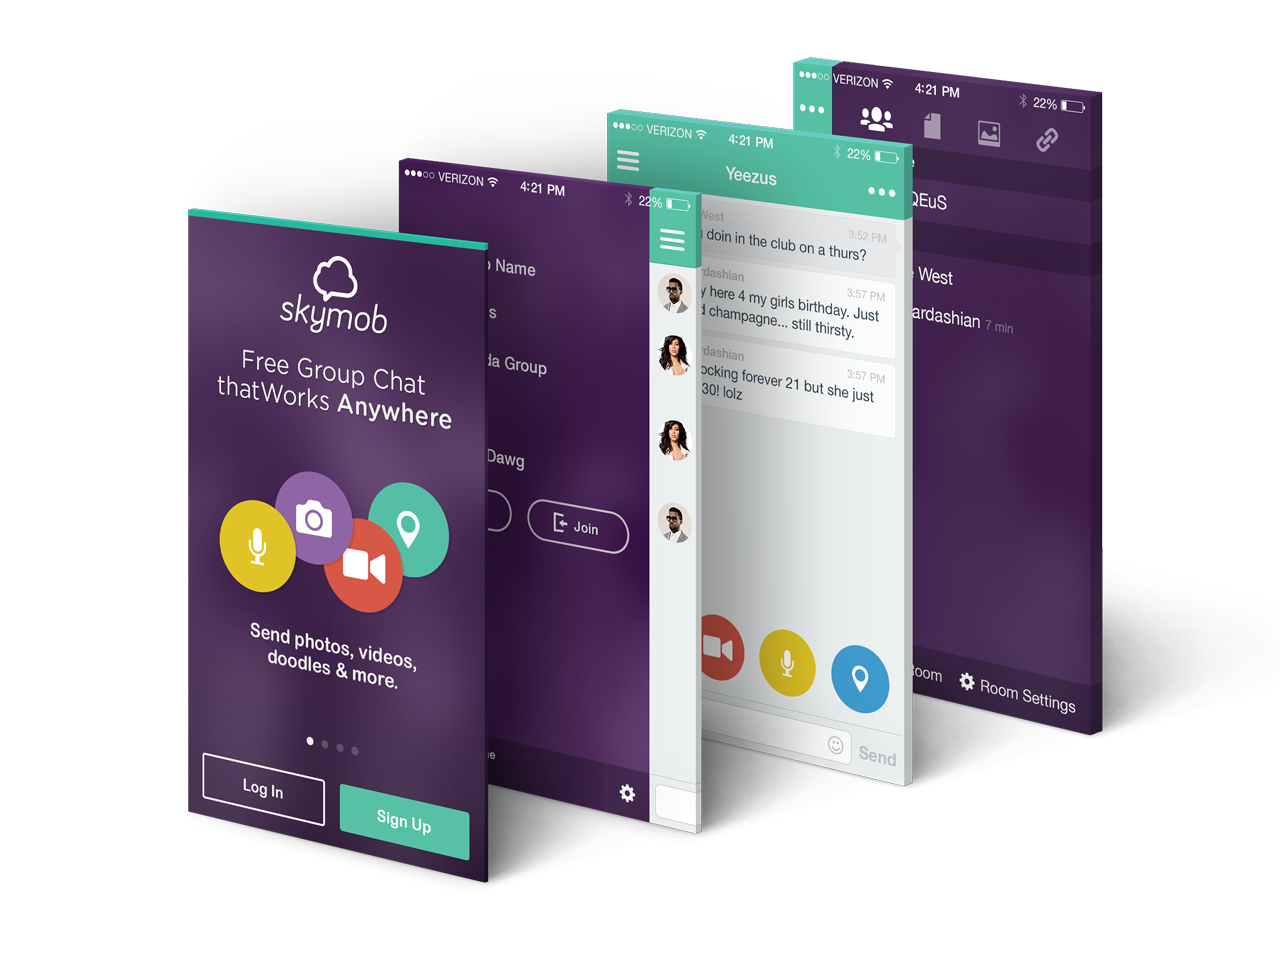 skymob
Free Group Chat
thatWorks Anywhere
Send photos, videos,
doodles & more.
Log In
Sign Up
VERIZON
4:21 PM
22%
Name
Group
Dawg
Join
VERIZON
4:21 PM
22%
Yeezus
West
3:52 PM
doin in the club on a thurs?
rdashian
3:57 PM
y here 4 my girls birthday. Just
d champagne... still thirsty.
rdashian
3:57 PM
ocking forever 21 but she just
30! lolz
Send
VERIZON
4:21 PM
22%
QEuS
e West
ardashian 7 min
Room
Room Settings